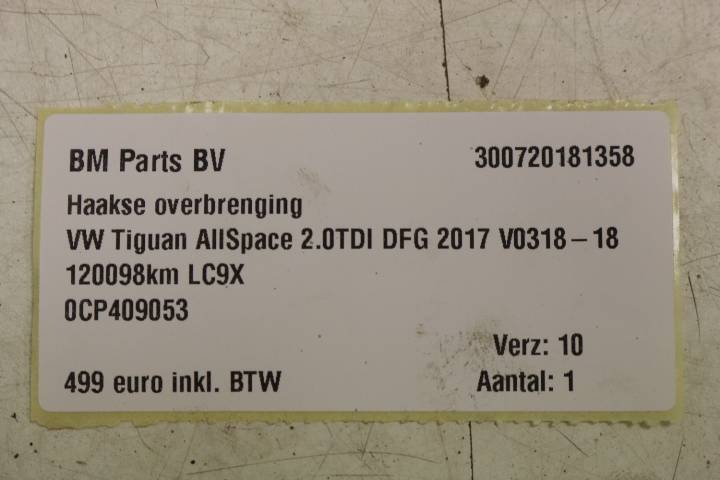 BM Parts BV 300720181358
Haakse overbrenging
VW Tiguan AllSpace 2.0TDI DFG 2017 V0318 – 18
120098km LC9X
0CP409053
Verz: 10
499 euro inkl. BTW Aantal: 1